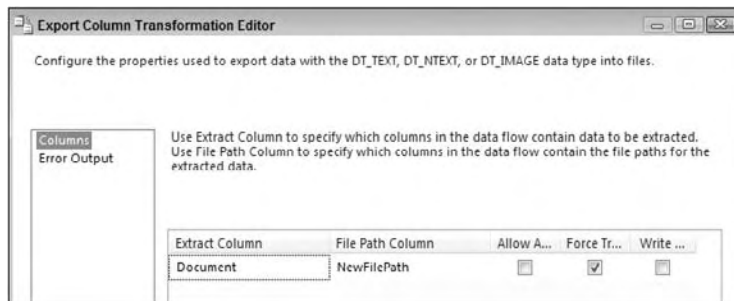 Export Column Transformation Editor
Configure the properties used to export data with the DT_TEXT, DT_NTEXT, or DT_IMAGE data type into files.
Columns
Error Output
Use Extract Column to specify which columns in the data flow contain data to be extracted.
Use File Path Column to specify which columns in the data flow contain the file paths for the
extracted data.
Extract Column File Path Column Allow A... Force Tr... Write ...
Document NewFilePath